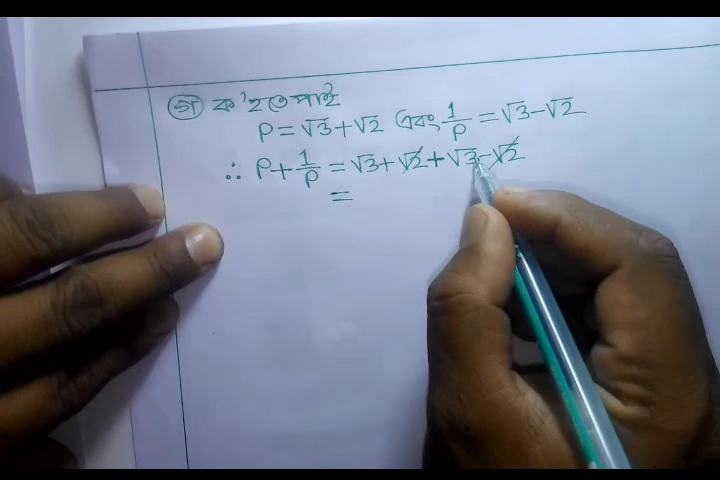 গ ক 'হতে পাই
P = √3 + √2 এবং 1/P = √3 - √2
∴ P + 1/P = √3 + √2 + √3 - √2
=